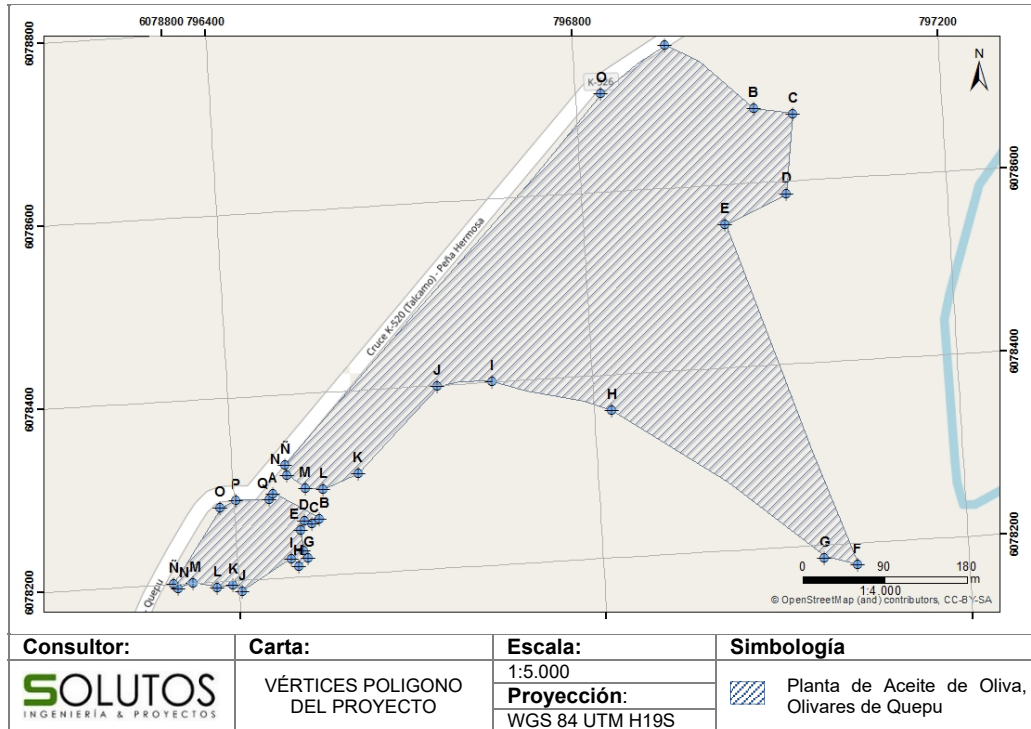 6078800 796400
796800
797200
6078800
6078600
6078400
6078200
6078600
6078400
6078200
N
K-526
O
B
C
D
E
Cruce K-520 (Talcamo) - Peña Hermosa
J
I
H
K
Ñ
N
M
L
A
Q
P
O
D
C
B
E
G
I
H
Ñ
N
M
L
K
J
Quepu
G
F
0 90 180
m
1:4.000
© OpenStreetMap (and) contributors, CC-BY-SA
Consultor:
SOLUTOS
INGENIERÍA & PROYECTOS
Carta:
VÉRTICES POLIGONO
DEL PROYECTO
Escala:
1:5.000
Proyección:
WGS 84 UTM H19S
Simbología
Planta de Aceite de Oliva,
Olivares de Quepu